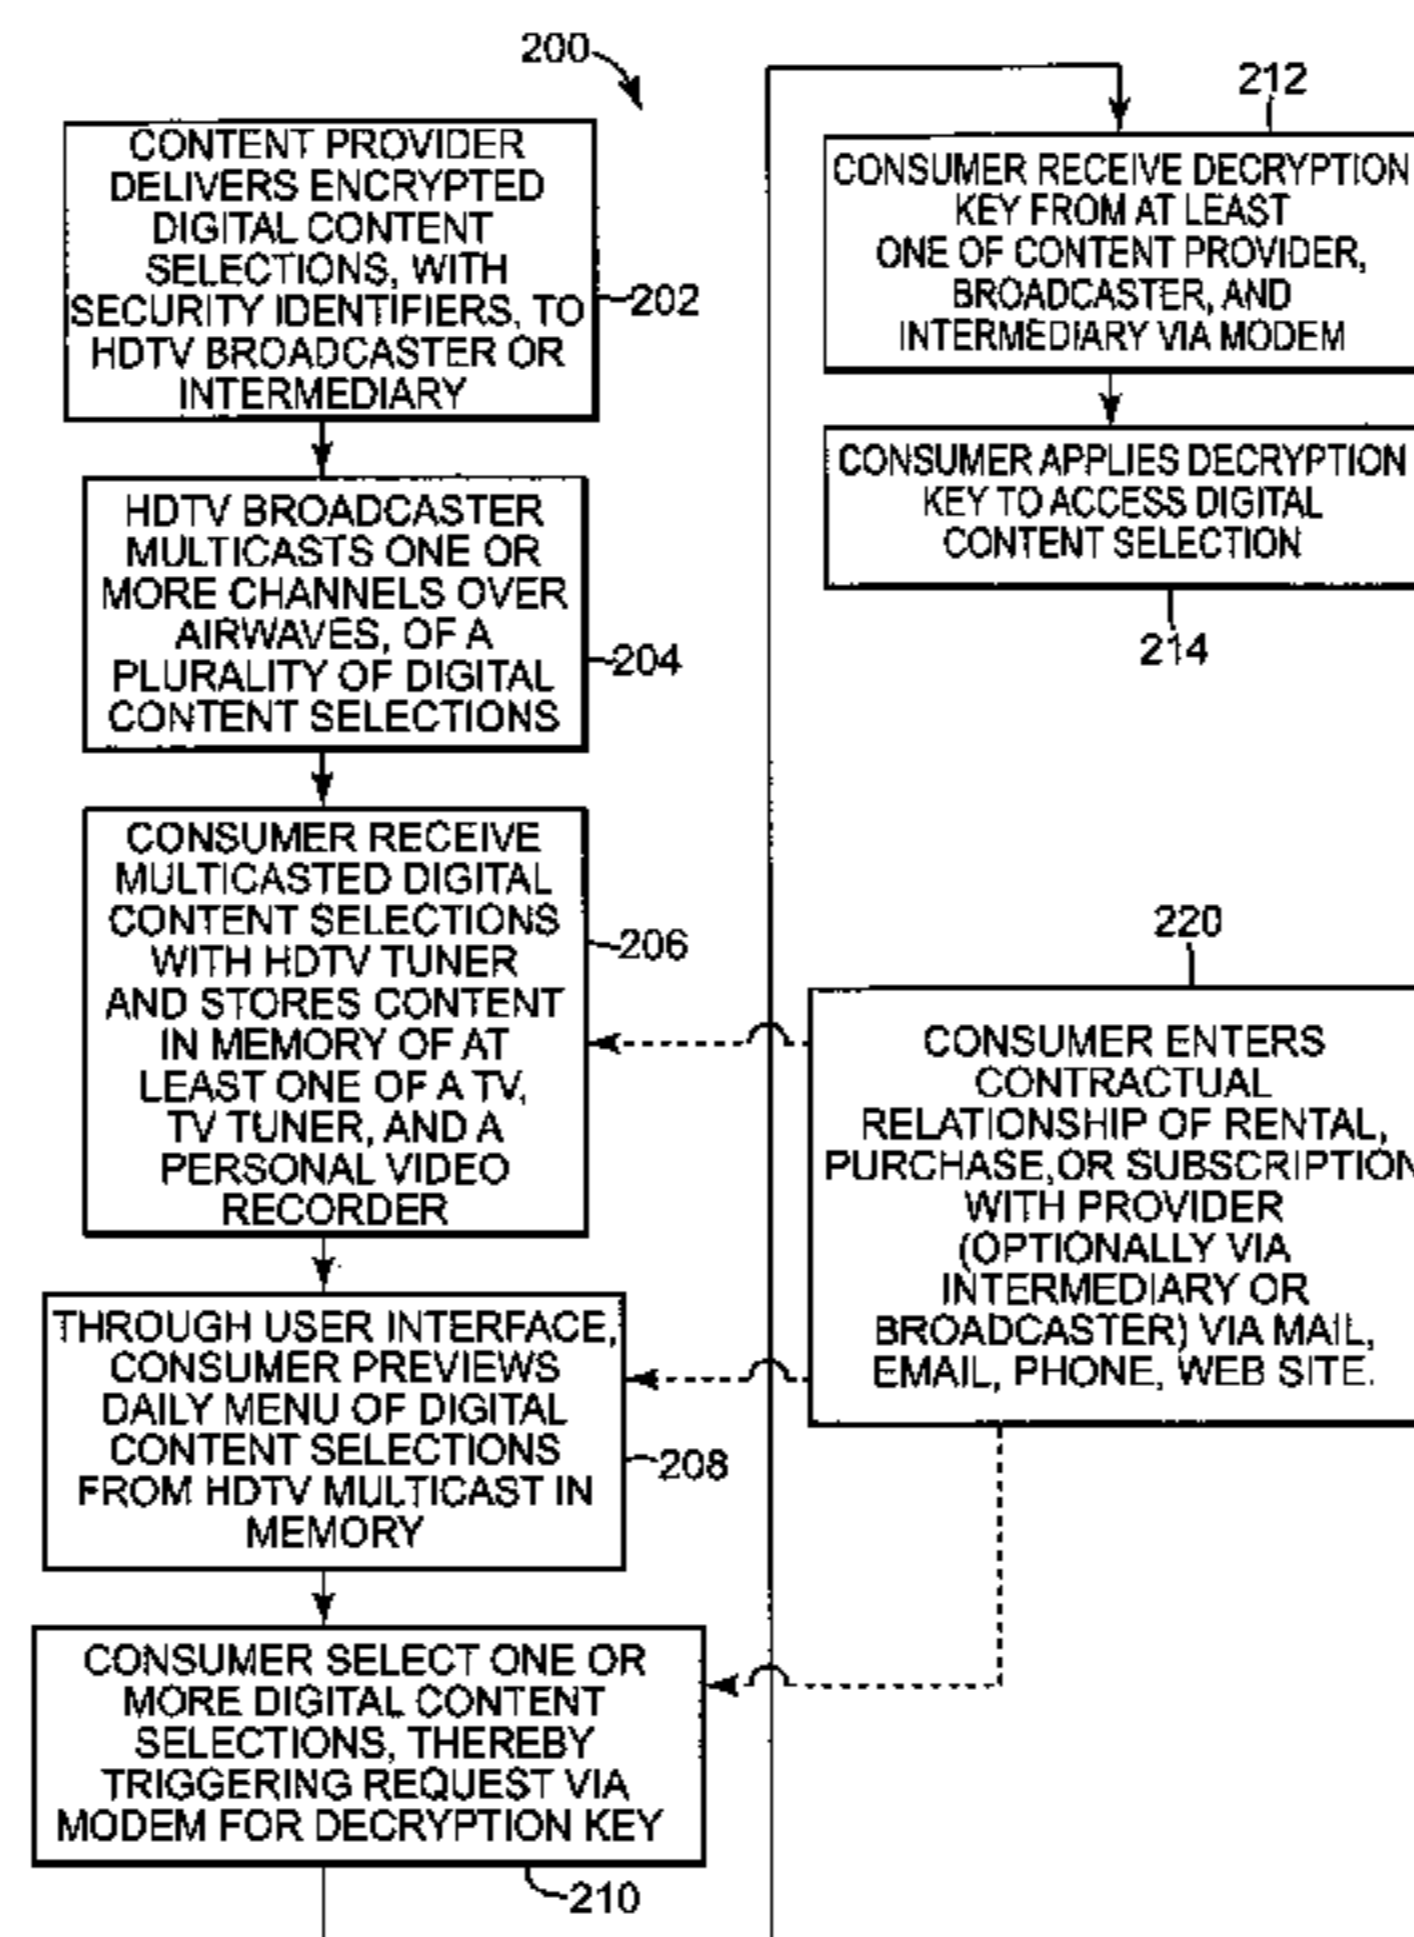 200
CONTENT PROVIDER
DELIVERS ENCRYPTED
DIGITAL CONTENT
SELECTIONS, WITH
SECURITY IDENTIFIERS, TO
HDTV BROADCASTER OR
INTERMEDIARY
202
HDTV BROADCASTER
MULTICASTS ONE OR
MORE CHANNELS OVER
AIRWAVES, OF A
PLURALITY OF DIGITAL
CONTENT SELECTIONS
204
CONSUMER RECEIVE
MULTICASTED DIGITAL
CONTENT SELECTIONS
WITH HDTV TUNER
AND STORES CONTENT
IN MEMORY OF AT
LEAST ONE OF A TV,
TV TUNER, AND A
PERSONAL VIDEO
RECORDER
206
THROUGH USER INTERFACE,
CONSUMER PREVIEWS
DAILY MENU OF DIGITAL
CONTENT SELECTIONS
FROM HDTV MULTICAST IN
MEMORY
208
CONSUMER SELECT ONE OR
MORE DIGITAL CONTENT
SELECTIONS, THEREBY
TRIGGERING REQUEST VIA
MODEM FOR DECRYPTION KEY
210
212
CONSUMER RECEIVE DECRYPTION
KEY FROM AT LEAST
ONE OF CONTENT PROVIDER,
BROADCASTER, AND
INTERMEDIARY VIA MODEM
CONSUMER APPLIES DECRYPTION
KEY TO ACCESS DIGITAL
CONTENT SELECTION
214
220
CONSUMER ENTERS
CONTRACTUAL
RELATIONSHIP OF RENTAL,
PURCHASE, OR SUBSCRIPTION
WITH PROVIDER
(OPTIONALLY VIA
INTERMEDIARY OR
BROADCASTER) VIA MAIL,
EMAIL, PHONE, WEB SITE.